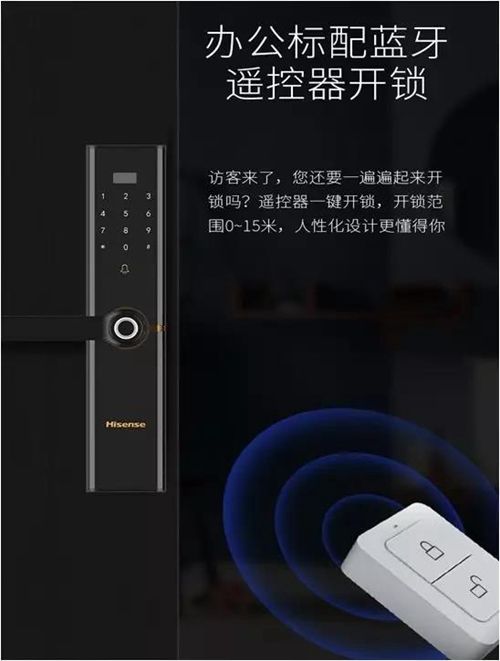 办公标配蓝牙
遥控器开锁
访客来了，您还要一遍遍起来开
锁吗？遥控器一键开锁，开锁范
围0~15米，人性化设计更懂得你
1 2 3
4 5 6
7 8 9
* 0 #
Hisense